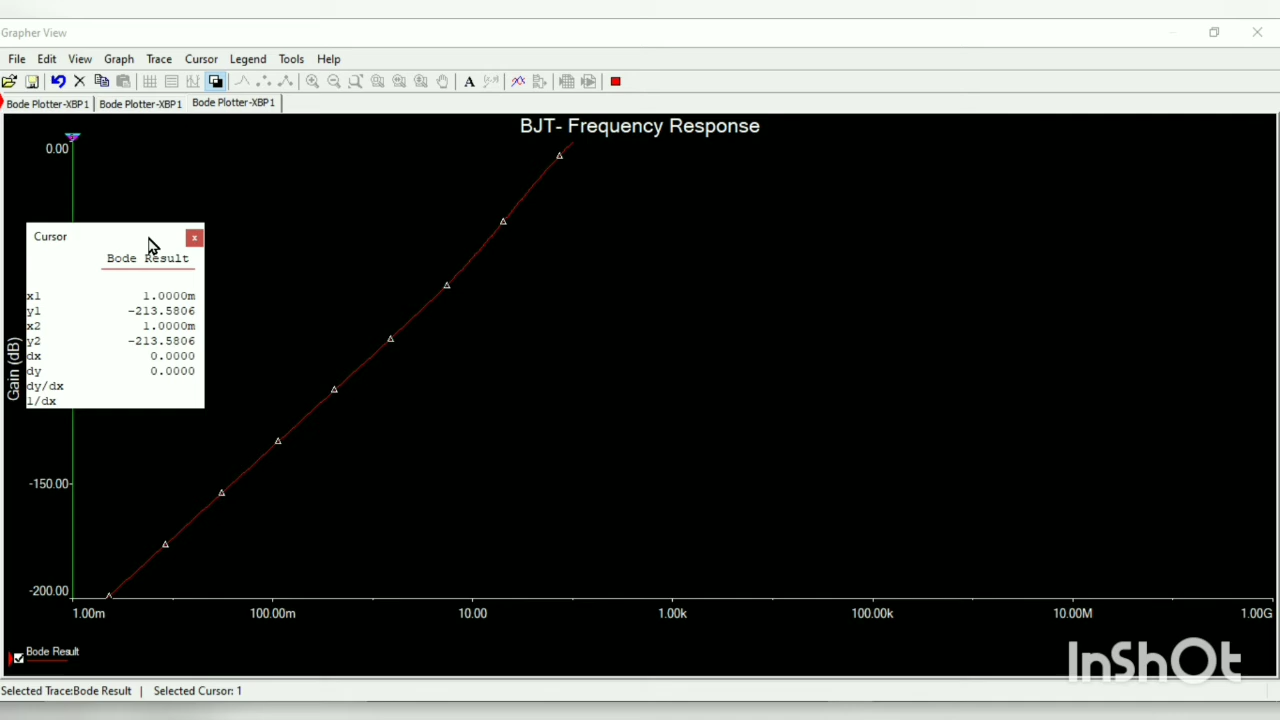 Grapher View
File Edit View Graph Trace Cursor Legend Tools Help
A
Bode Plotter-XBP1 Bode Plotter-XBP1 Bode Plotter-XBP1
BJT- Frequency Response
0.00
Cursor x
Bode Result
x1 1.0000m
y1 -213.5806
x2 1.0000m
y2 -213.5806
dx 0.0000
dy 0.0000
dy/dx
1/dx
Gain (dB)
-150.00
-200.00
1.00m 100.00m 10.00 1.00k 100.00k 10.00M 1.00G
Bode Result
InShOt
Selected Trace:Bode Result | Selected Cursor: 1